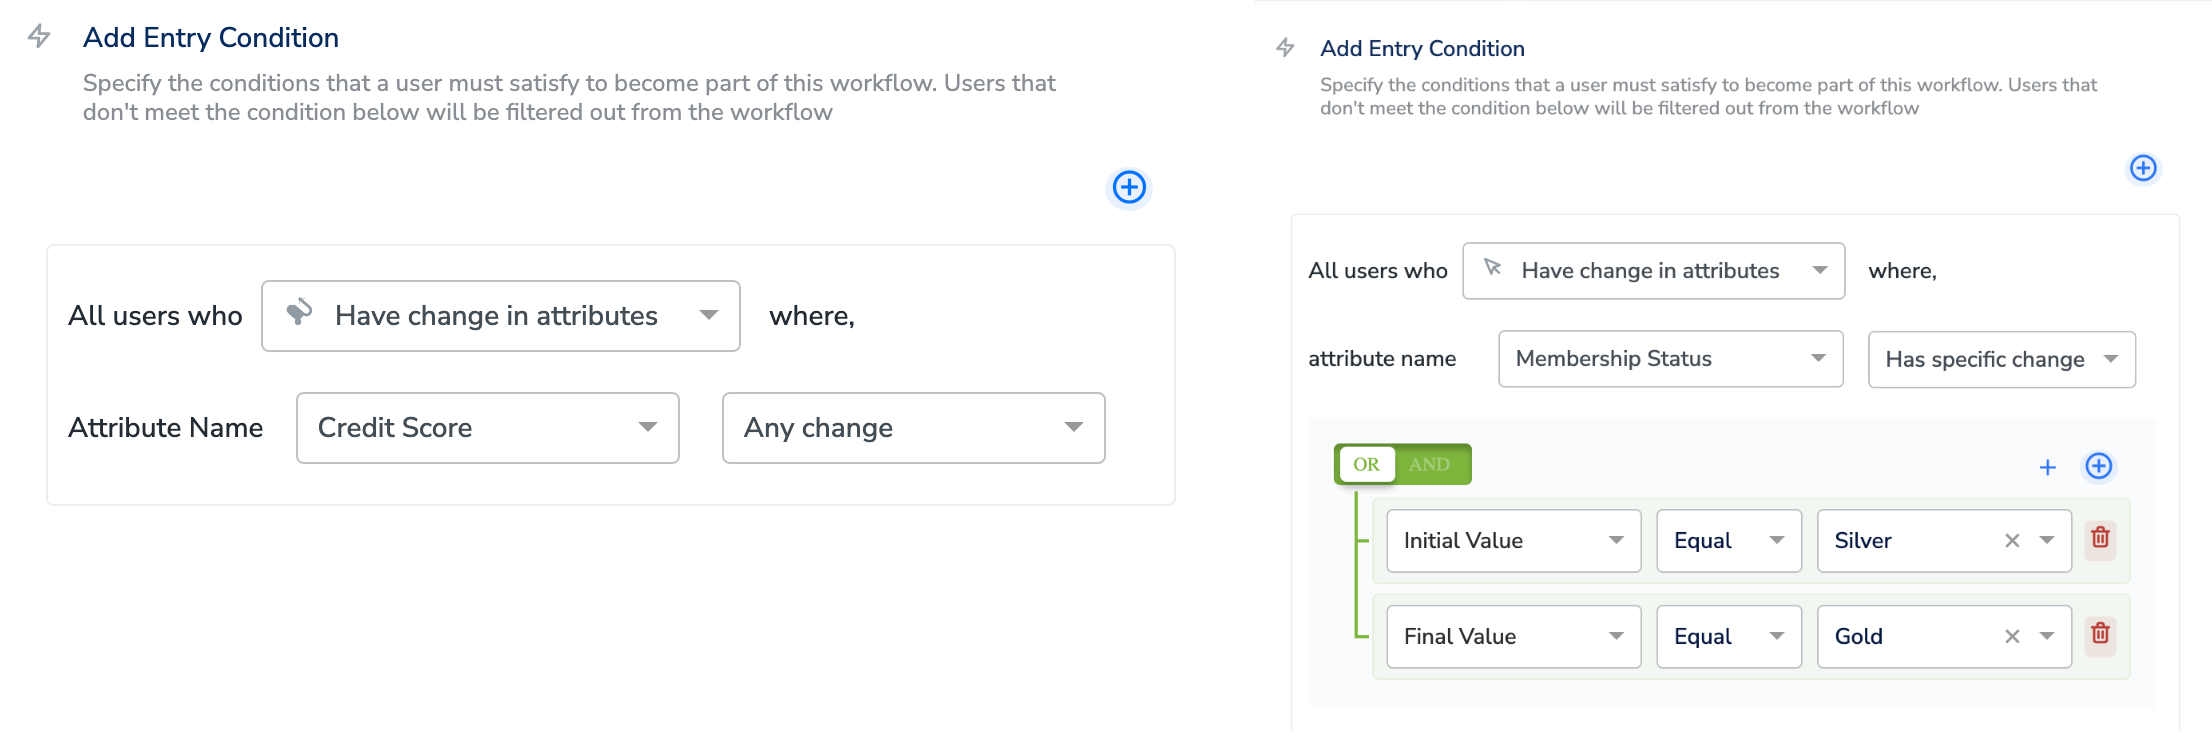 Add Entry Condition
Specify the conditions that a user must satisfy to become part of this workflow. Users that
don't meet the condition below will be filtered out from the workflow
All users who Have change in attributes where,
Attribute Name Credit Score Any change
Add Entry Condition
Specify the conditions that a user must satisfy to become part of this workflow. Users that
don't meet the condition below will be filtered out from the workflow
All users who Have change in attributes where,
attribute name Membership Status Has specific change
OR AND
Initial Value Equal Silver
Final Value Equal Gold